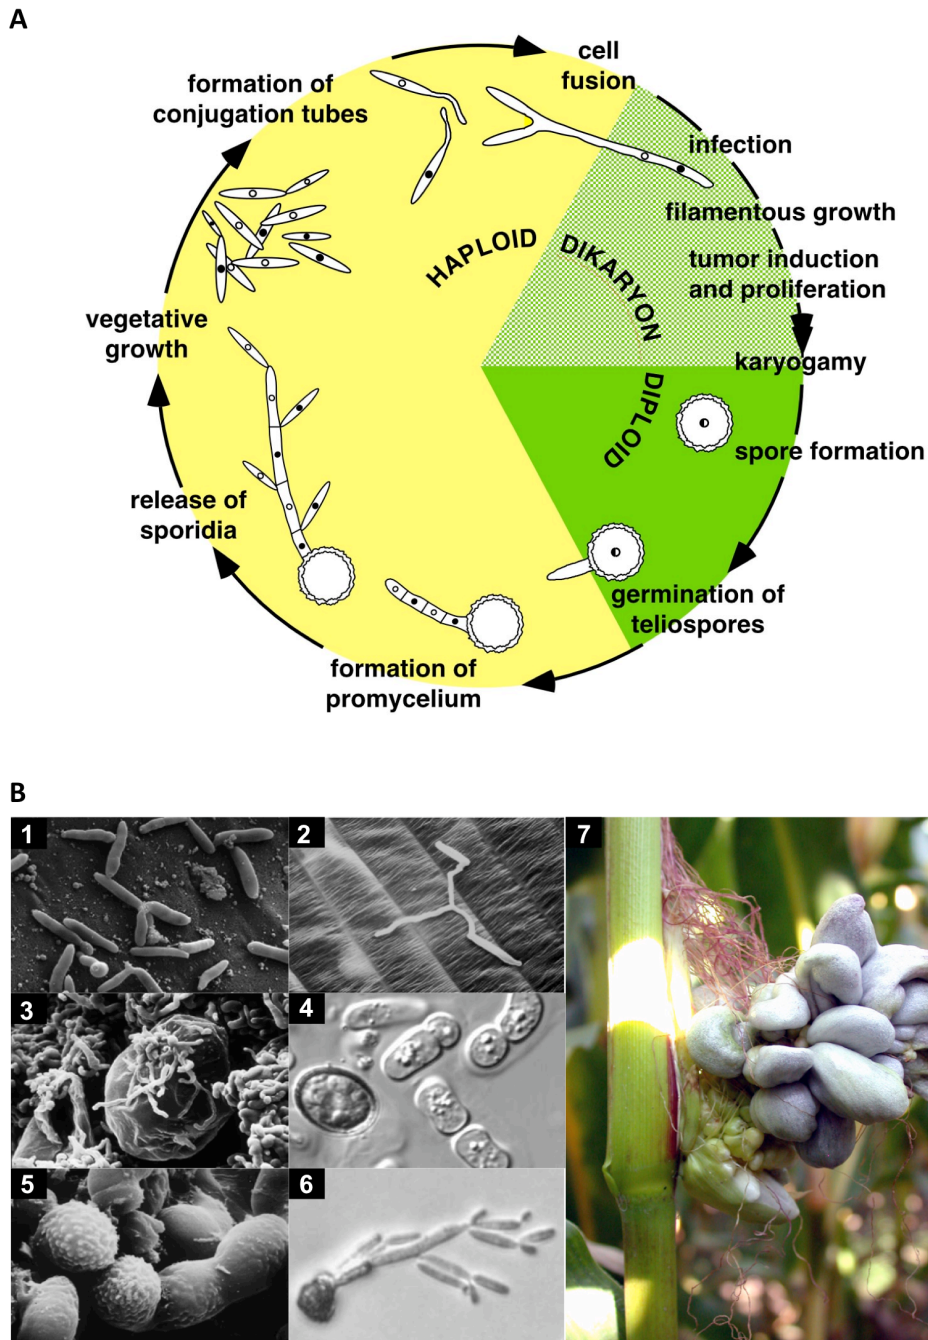 A
formation of
conjugation tubes
cell
fusion
infection
filamentous growth
tumor induction
and proliferation
karyogamy
spore formation
germination of
teliospores
formation of
promycelium
release of
sporidia
vegetative
growth
HAPLOID
DIKARYON
DIPLOID
B
1
2
3
4
5
6
7